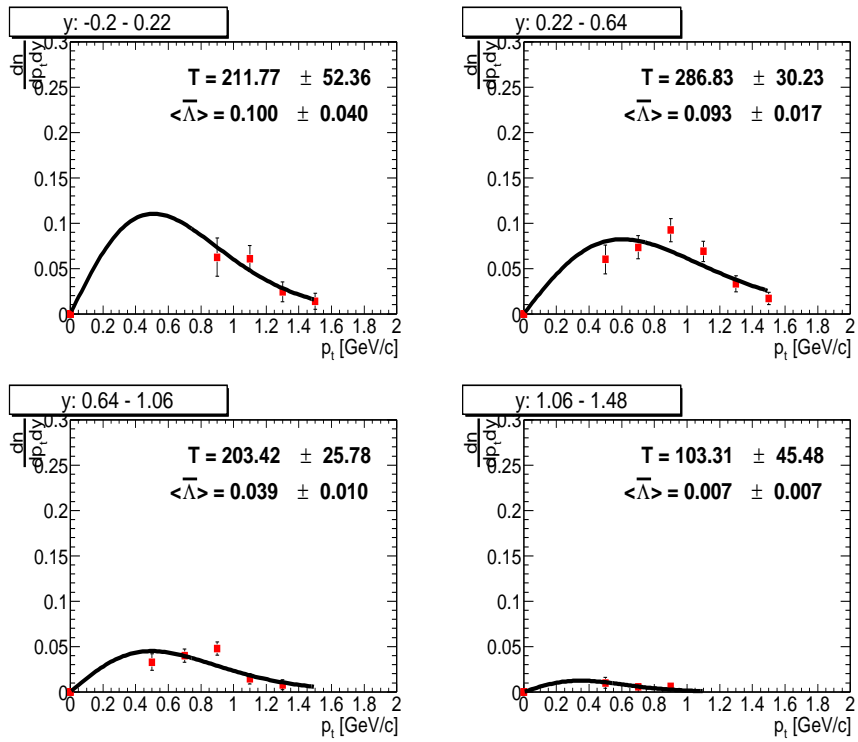 y: -0.2 - 0.22
dn
dp_t dy
0.3
0.25
0.2
0.15
0.1
0.05
0
T = 211.77 ± 52.36
<Λ̅> = 0.100 ± 0.040
0 0.2 0.4 0.6 0.8 1 1.2 1.4 1.6 1.8 2
p_t [GeV/c]
y: 0.22 - 0.64
dn
dp_t dy
0.3
0.25
0.2
0.15
0.1
0.05
0
T = 286.83 ± 30.23
<Λ̅> = 0.093 ± 0.017
0 0.2 0.4 0.6 0.8 1 1.2 1.4 1.6 1.8 2
p_t [GeV/c]
y: 0.64 - 1.06
dn
dp_t dy
0.3
0.25
0.2
0.15
0.1
0.05
0
T = 203.42 ± 25.78
<Λ̅> = 0.039 ± 0.010
0 0.2 0.4 0.6 0.8 1 1.2 1.4 1.6 1.8 2
p_t [GeV/c]
y: 1.06 - 1.48
dn
dp_t dy
0.3
0.25
0.2
0.15
0.1
0.05
0
T = 103.31 ± 45.48
<Λ̅> = 0.007 ± 0.007
0 0.2 0.4 0.6 0.8 1 1.2 1.4 1.6 1.8 2
p_t [GeV/c]